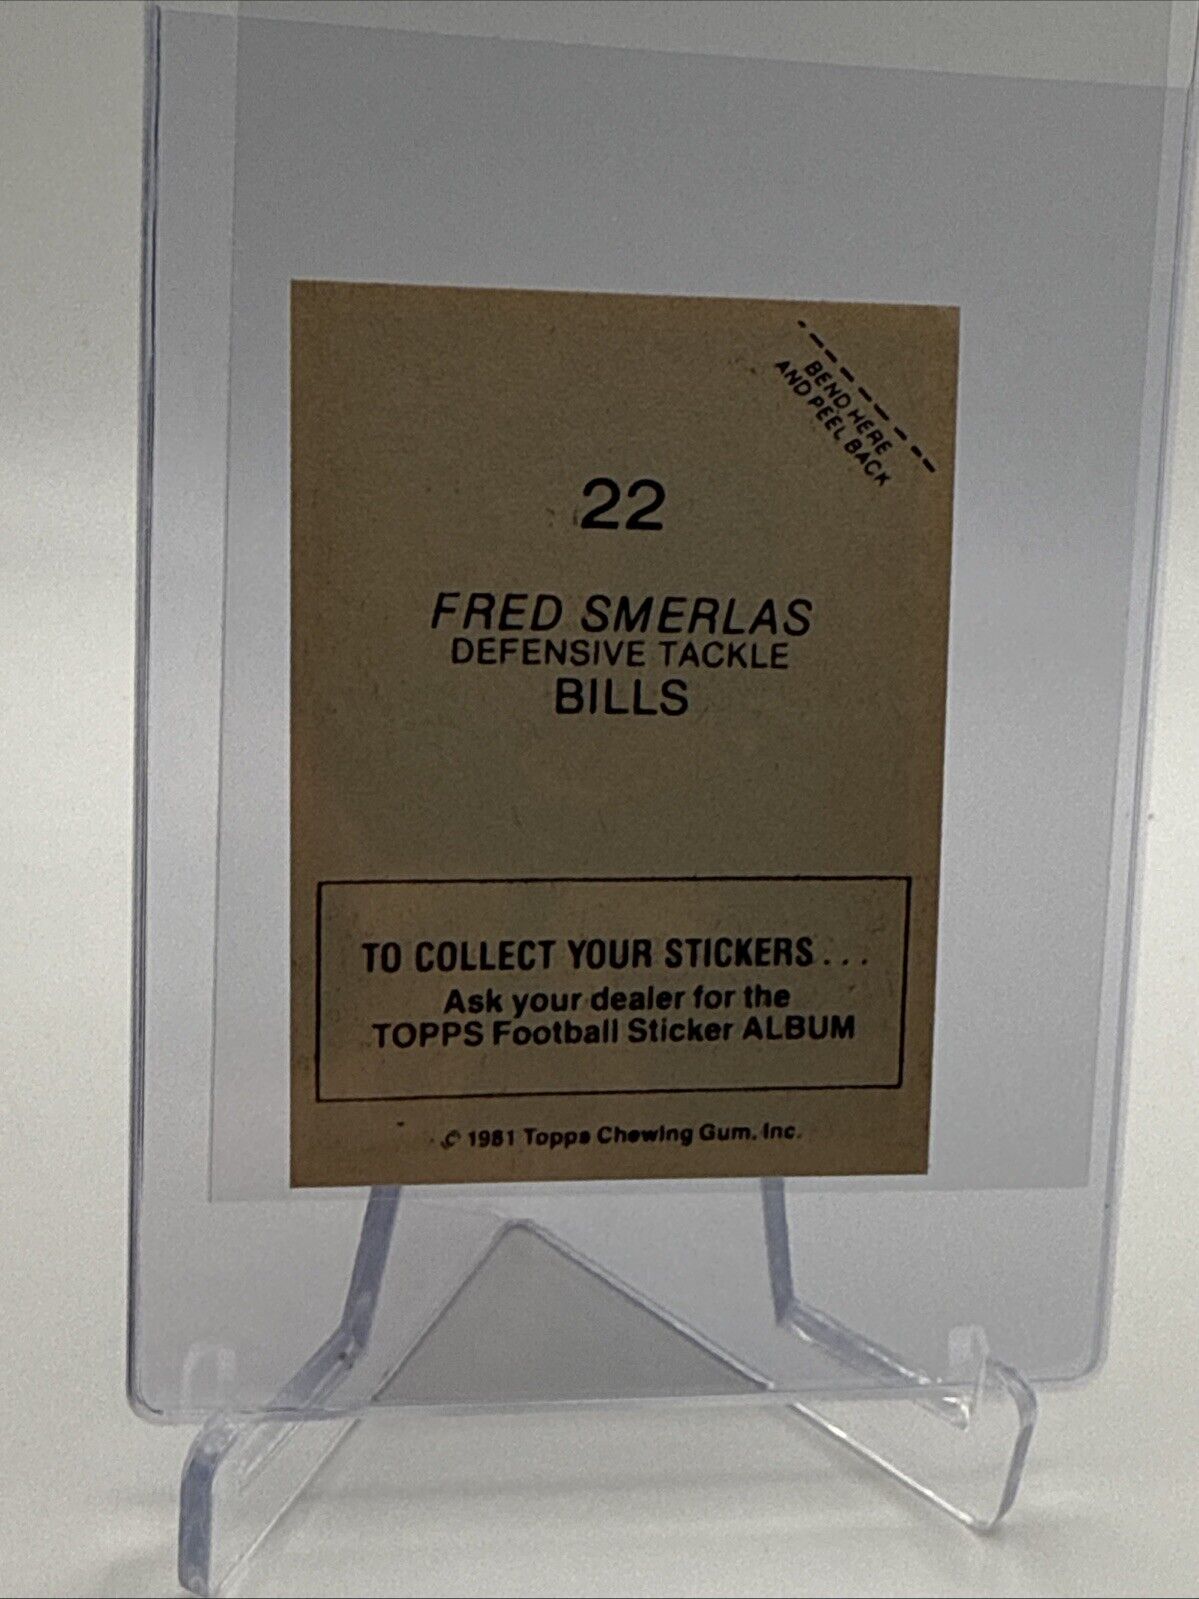 BEND HERE
AND PEEL BACK
22
FRED SMERLAS
DEFENSIVE TACKLE
BILLS
TO COLLECT YOUR STICKERS...
Ask your dealer for the
TOPPS Football Sticker ALBUM
© 1981 Topps Chewing Gum, Inc.